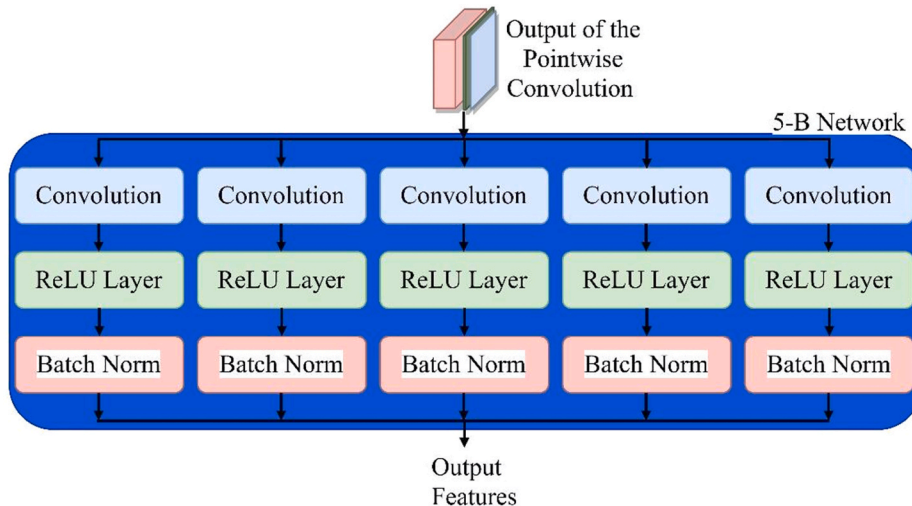 Output of the
Pointwise
Convolution
5-B Network
Convolution Convolution Convolution Convolution Convolution
ReLU Layer ReLU Layer ReLU Layer ReLU Layer ReLU Layer
Batch Norm Batch Norm Batch Norm Batch Norm Batch Norm
Output
Features